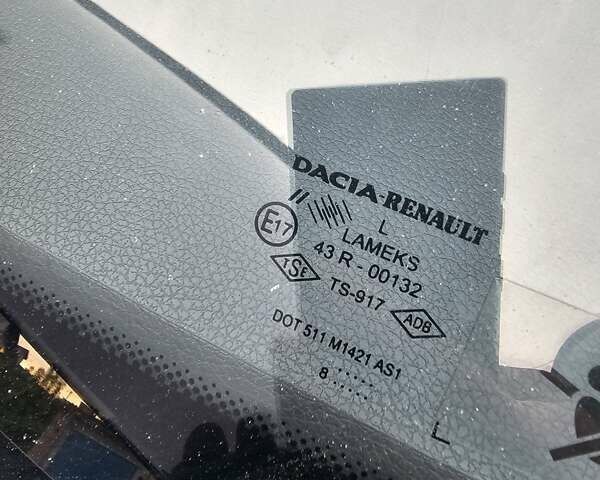 DACIA-RENAULT
L
E17 LAMEKS
43 R - 00132
TSE TS-917
ADB
DOT 511 M1421 AS1
.....
8 .....
L